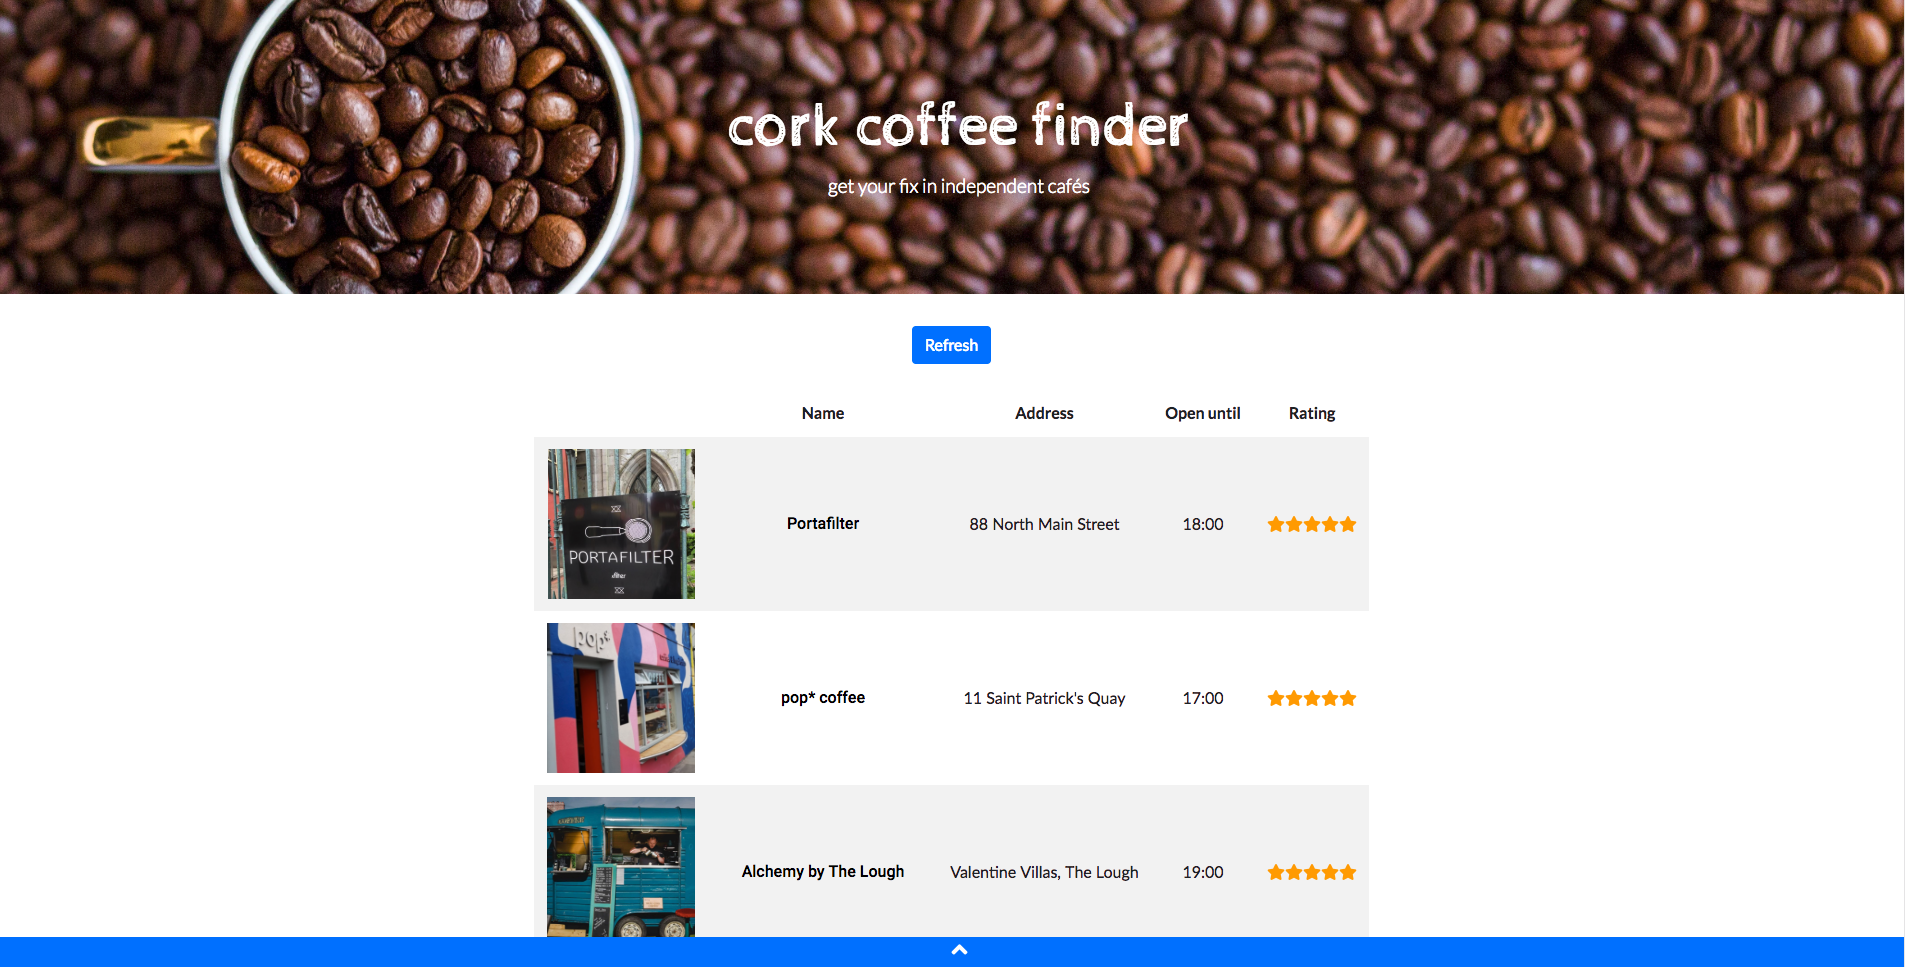 cork coffee finder
get your fix in independent cafés
Refresh
Name Address Open until Rating
PORTAFILTER
Portafilter 88 North Main Street 18:00
pop*
pop* coffee 11 Saint Patrick's Quay 17:00
Alchemy by The Lough Valentine Villas, The Lough 19:00